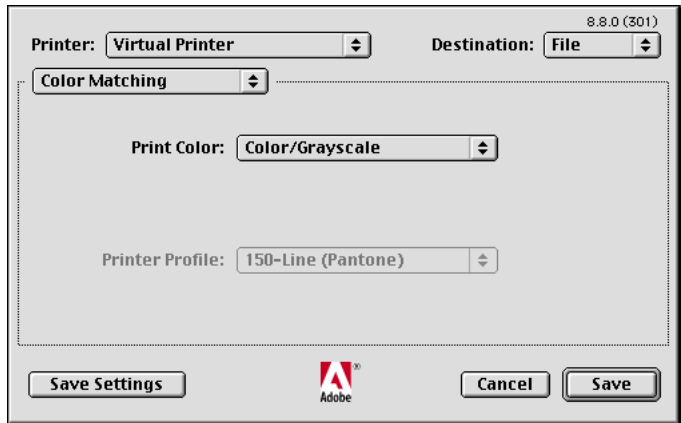 8.8.0 (301)
Printer: Virtual Printer Destination: File
Color Matching
Print Color: Color/Grayscale
Printer Profile: 150-Line (Pantone)
Save Settings Adobe ® Cancel Save